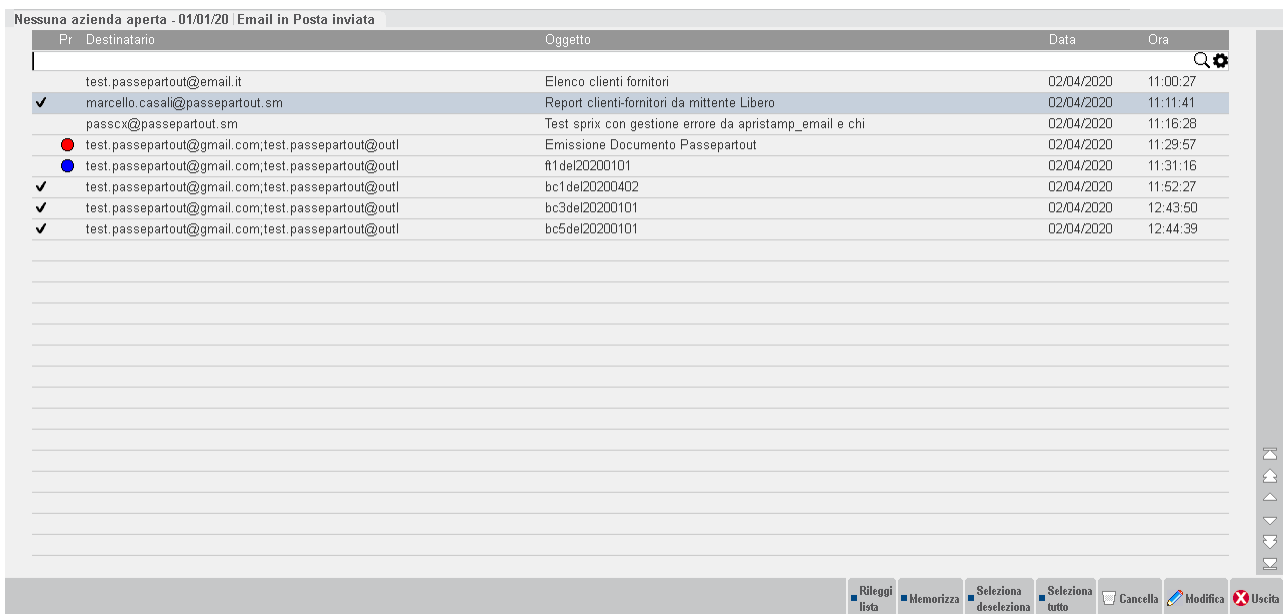 Nessuna azienda aperta - 01/01/20 Email in Posta inviata
Pr Destinatario Oggetto Data Ora
test.passepartout@email.it Elenco clienti fornitori 02/04/2020 11:00:27
marcello.casali@passepartout.sm Report clienti-fornitori da mittente Libero 02/04/2020 11:11:41
passcx@passepartout.sm Test sprix con gestione errore da apristamp_email e chi 02/04/2020 11:16:28
test.passepartout@gmail.com;test.passepartout@outl Emissione Documento Passepartout 02/04/2020 11:29:57
test.passepartout@gmail.com;test.passepartout@outl ft1del20200101 02/04/2020 11:31:16
test.passepartout@gmail.com;test.passepartout@outl bc1del20200402 02/04/2020 11:52:27
test.passepartout@gmail.com;test.passepartout@outl bc3del20200101 02/04/2020 12:43:50
test.passepartout@gmail.com;test.passepartout@outl bc5del20200101 02/04/2020 12:44:39
Rileggi lista Memorizza Seleziona deseleziona Seleziona tutto Cancella Modifica Uscita